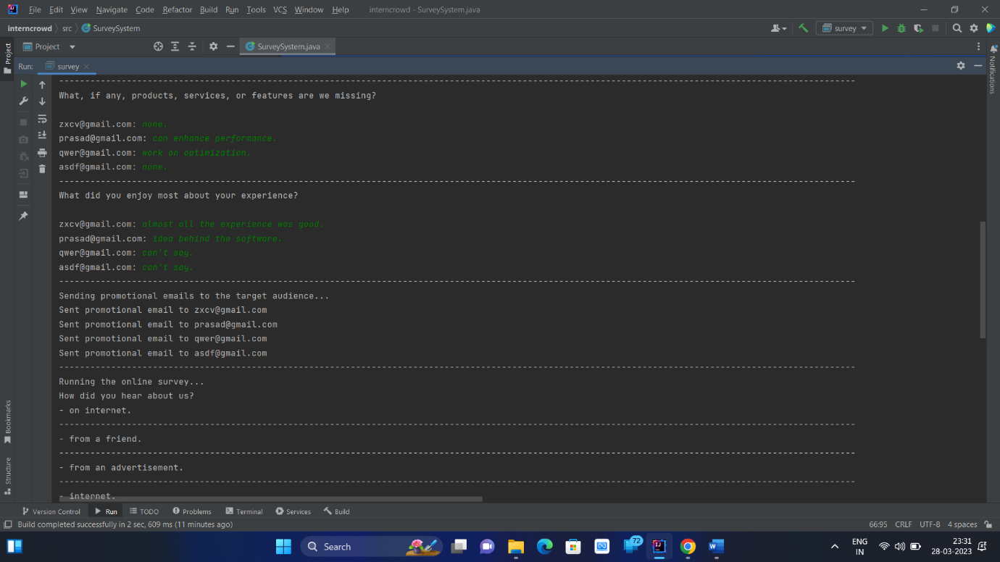 File Edit View Navigate Code Refactor Build Run Tools VCS Window Help interncrowd - SurveySystem.java
interncrowd src SurveySystem survey
Project Project SurveySystem.java
Run: survey
Notifications
--------------------------------------------------------------------------------
What, if any, products, services, or features are we missing?
zxcv@gmail.com: none.
prasad@gmail.com: can enhance performance.
qwer@gmail.com: work on optimization.
asdf@gmail.com: none.
--------------------------------------------------------------------------------
What did you enjoy most about your experience?
zxcv@gmail.com: almost all the experience was good.
prasad@gmail.com: idea behind the software.
qwer@gmail.com: can't say.
asdf@gmail.com: can't say.
--------------------------------------------------------------------------------
Sending promotional emails to the target audience...
Sent promotional email to zxcv@gmail.com
Sent promotional email to prasad@gmail.com
Sent promotional email to qwer@gmail.com
Sent promotional email to asdf@gmail.com
--------------------------------------------------------------------------------
Running the online survey...
How did you hear about us?
- on internet.
--------------------------------------------------------------------------------
- from a friend.
--------------------------------------------------------------------------------
- from an advertisement.
--------------------------------------------------------------------------------
- internet.
Bookmarks
Structure
Version Control Run TODO Problems Terminal Services Build
Build completed successfully in 2 sec, 609 ms (11 minutes ago) 66:95 CRLF UTF-8 4 spaces
Search 72 ENG 23:31
IN 28-03-2023